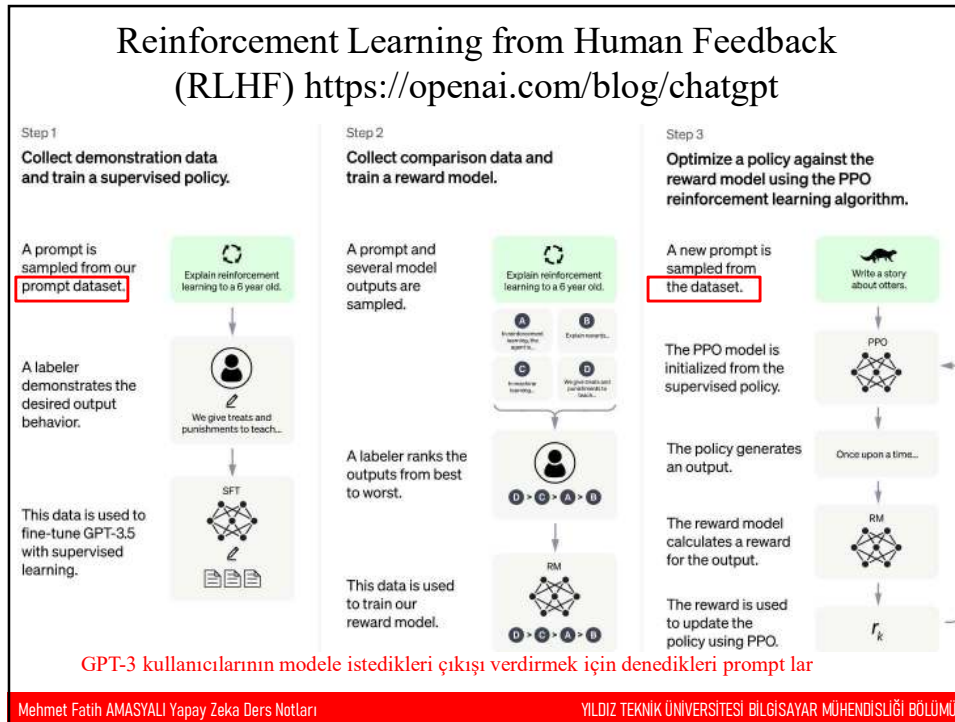 Reinforcement Learning from Human Feedback
(RLHF) https://openai.com/blog/chatgpt
Step 1
Collect demonstration data
and train a supervised policy.
A prompt is
sampled from our
prompt dataset.
Explain reinforcement
learning to a 6 year old.
A labeler
demonstrates the
desired output
behavior.
We give treats and
punishments to teach...
This data is used to
fine-tune GPT-3.5
with supervised
learning.
SFT
Step 2
Collect comparison data and
train a reward model.
A prompt and
several model
outputs are
sampled.
Explain reinforcement
learning to a 6 year old.
A
In reinforcement
learning, the
agent is...
B
Explain rewards...
C
In machine
learning...
D
We give treats and
punishments to
teach...
A labeler ranks the
outputs from best
to worst.
D > C > A > B
This data is used
to train our
reward model.
RM
D > C > A > B
Step 3
Optimize a policy against the
reward model using the PPO
reinforcement learning algorithm.
A new prompt is
sampled from
the dataset.
Write a story
about otters.
The PPO model is
initialized from the
supervised policy.
PPO
The policy generates
an output.
Once upon a time...
The reward model
calculates a reward
for the output.
RM
The reward is used
to update the
policy using PPO.
rk
GPT-3 kullanıcılarının modele istedikleri çıkışı verdirmek için denedikleri prompt lar
Mehmet Fatih AMASYALI Yapay Zeka Ders Notları
YILDIZ TEKNİK ÜNİVERSİTESİ BİLGİSAYAR MÜHENDİSLİĞİ BÖLÜMÜ